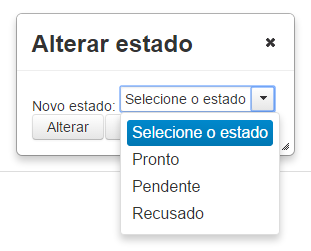 Alterar estado
Novo estado: Selecione o estado
Alterar
Selecione o estado
Pronto
Pendente
Recusado